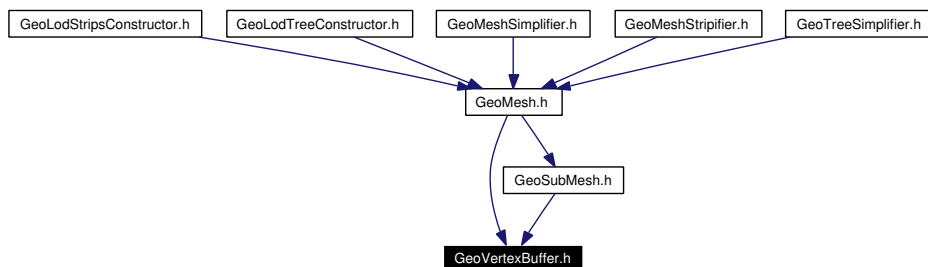 GeoLodStripsConstructor.h
GeoLodTreeConstructor.h
GeoMeshSimplifier.h
GeoMeshStripifier.h
GeoTreeSimplifier.h
GeoMesh.h
GeoSubMesh.h
GeoVertexBuffer.h